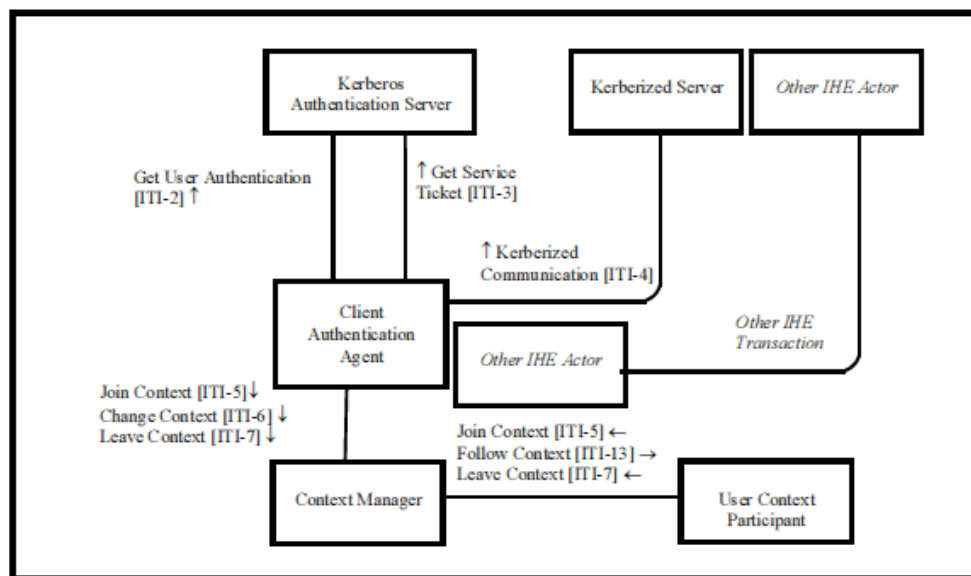 Kerberos
Authentication Server
Kerberized Server
Other IHE Actor
Get User Authentication
[ITI-2] ↑
↑ Get Service
Ticket [ITI-3]
↑ Kerberized
Communication [ITI-4]
Client
Authentication
Agent
Other IHE Actor
Other IHE
Transaction
Join Context [ITI-5] ↓
Change Context [ITI-6] ↓
Leave Context [ITI-7] ↓
Join Context [ITI-5] ←
Follow Context [ITI-13] →
Leave Context [ITI-7] ←
Context Manager
User Context
Participant